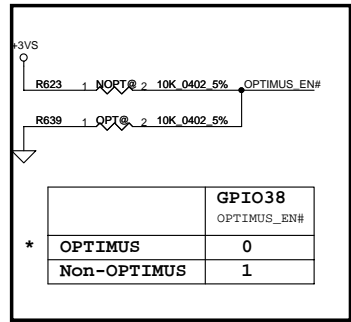 +3VS
R623 1 NOPT@ 2 10K_0402_5% OPTIMUS_EN#
R639 1 OPT@ 2 10K_0402_5%
GPIO38
OPTIMUS_EN#
* OPTIMUS 0
Non-OPTIMUS 1